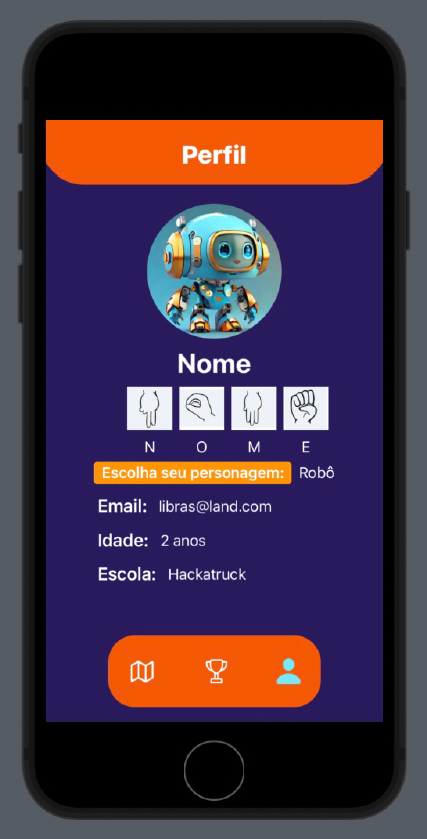 Perfil
Nome
N O M E
Escolha seu personagem: Robô
Email: libras@land.com
Idade: 2 anos
Escola: Hackatruck